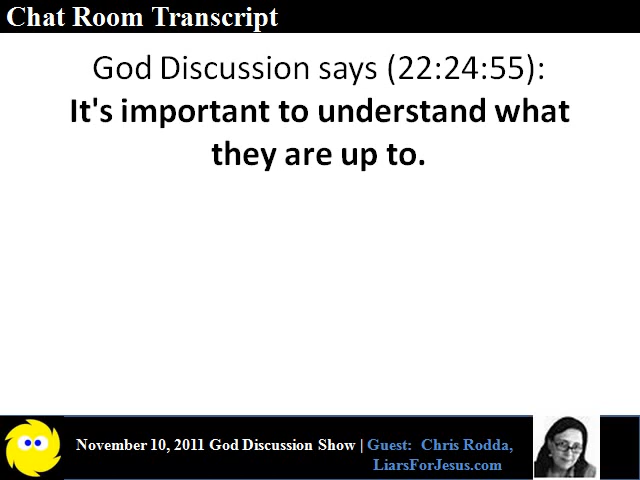 Chat Room Transcript
God Discussion says (22:24:55):
It's important to understand what
they are up to.
November 10, 2011 God Discussion Show | Guest: Chris Rodda,
LiarsForJesus.com